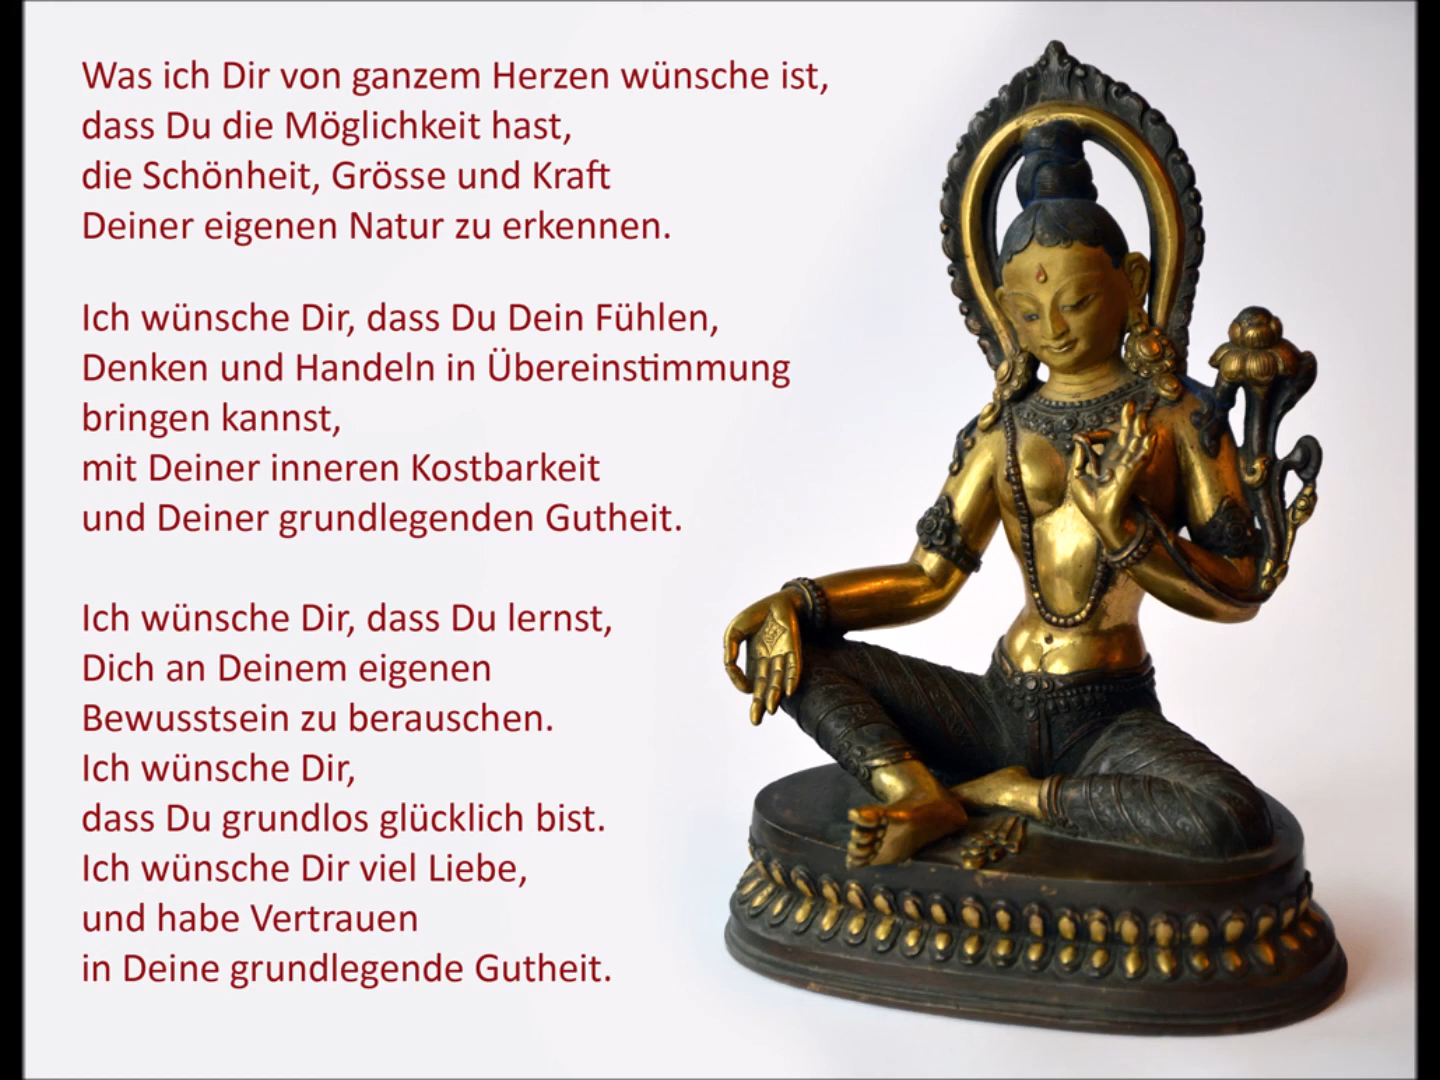 Was ich Dir von ganzem Herzen wünsche ist,
dass Du die Möglichkeit hast,
die Schönheit, Grösse und Kraft
Deiner eigenen Natur zu erkennen.
Ich wünsche Dir, dass Du Dein Fühlen,
Denken und Handeln in Übereinstimmung
bringen kannst,
mit Deiner inneren Kostbarkeit
und Deiner grundlegenden Gutheit.
Ich wünsche Dir, dass Du lernst,
Dich an Deinem eigenen
Bewusstsein zu berauschen.
Ich wünsche Dir,
dass Du grundlos glücklich bist.
Ich wünsche Dir viel Liebe,
und habe Vertrauen
in Deine grundlegende Gutheit.